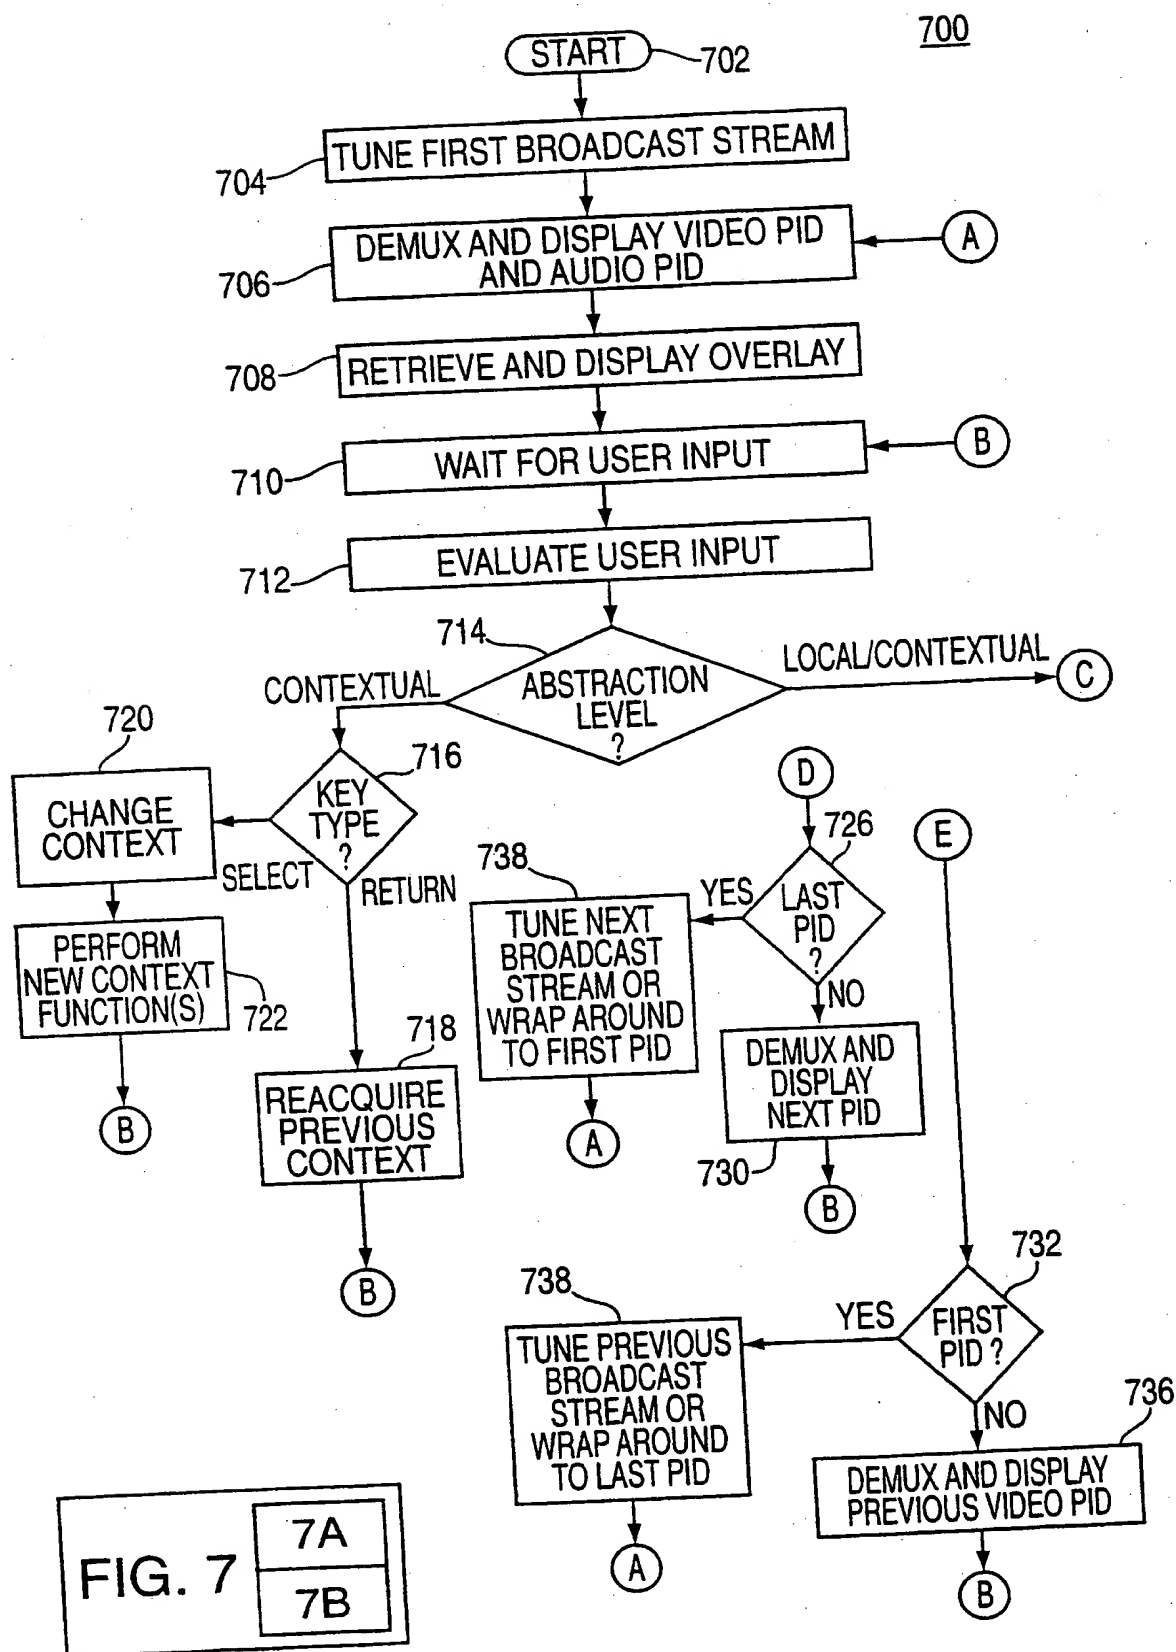 700
START
702
TUNE FIRST BROADCAST STREAM
704
DEMUX AND DISPLAY VIDEO PID
AND AUDIO PID
A
706
RETRIEVE AND DISPLAY OVERLAY
708
WAIT FOR USER INPUT
B
710
EVALUATE USER INPUT
712
714
ABSTRACTION
LEVEL
?
CONTEXTUAL
LOCAL/CONTEXTUAL
C
720
CHANGE
CONTEXT
716
KEY
TYPE
?
SELECT
RETURN
PERFORM
NEW CONTEXT
FUNCTION(S)
722
B
718
REACQUIRE
PREVIOUS
CONTEXT
B
D
726
LAST
PID
?
YES
NO
738
TUNE NEXT
BROADCAST
STREAM OR
WRAP AROUND
TO FIRST PID
A
DEMUX AND
DISPLAY
NEXT PID
730
B
E
732
FIRST
PID ?
YES
NO
738
TUNE PREVIOUS
BROADCAST
STREAM OR
WRAP AROUND
TO LAST PID
A
736
DEMUX AND DISPLAY
PREVIOUS VIDEO PID
B
FIG. 7
7A
7B